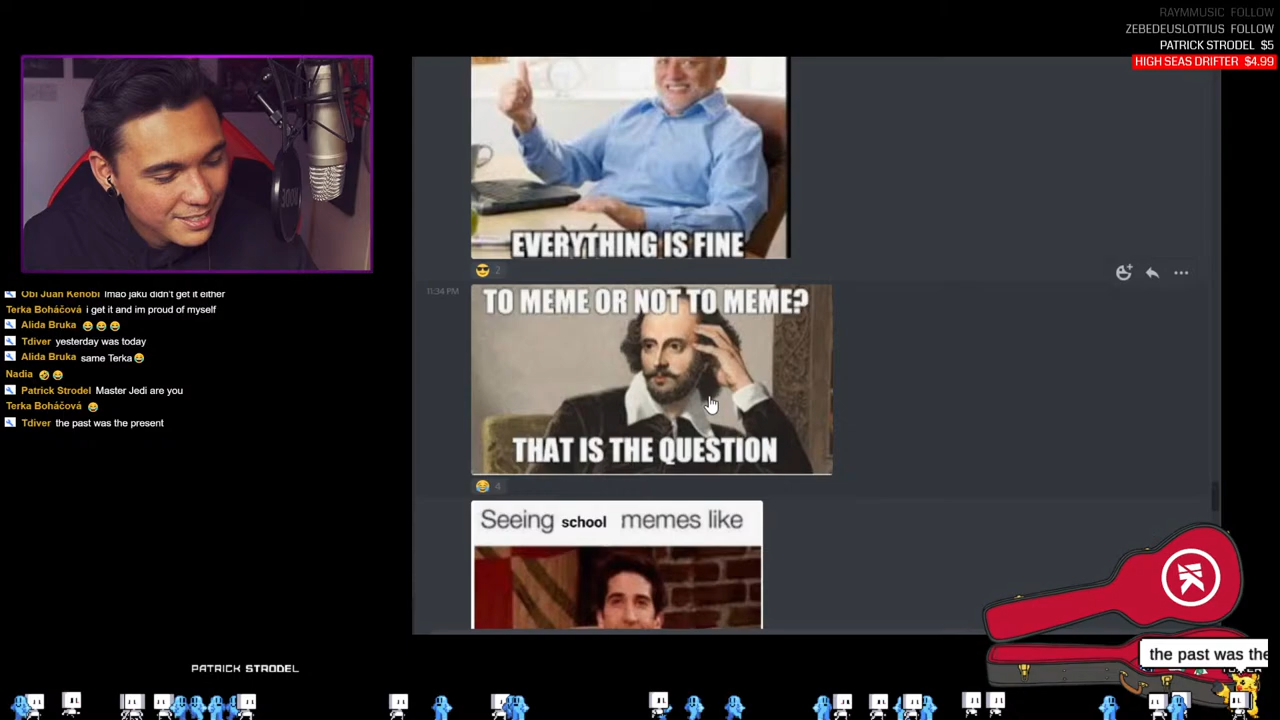 RAYMMUSIC FOLLOW
ZEBEDEUSLOTTIUS FOLLOW
PATRICK STRODEL $5
HIGH SEAS DRIFTER $4.99
EVERYTHING IS FINE
2
11:34 PM
TO MEME OR NOT TO MEME?
THAT IS THE QUESTION
4
Seeing school memes like
Obi Juan Kenobi lmao jaku didn't get it either
Terka Boháčová i get it and im proud of myself
Alida Bruka
Tdiver yesterday was today
Alida Bruka same Terka
Nadia
Patrick Strodel Master Jedi are you
Terka Boháčová
Tdiver the past was the present
the past was the
PATRICK STRODEL